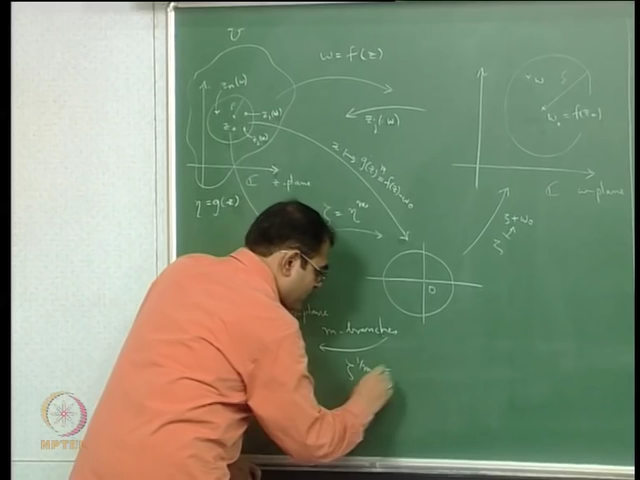 U
w = f(z)
z_m(w)
ρ
z_1(w)
z_0
z_2(w)
z_j(w)
ℂ z-plane
η = g(z)
z ↦ g(z)^m = f(z) - w_0
ζ = η^m
w
δ
w_0 = f(z_0)
ℂ w-plane
ζ + w_0
ζ
0
plane
m-branches
ζ^{1/m}
NPTEL